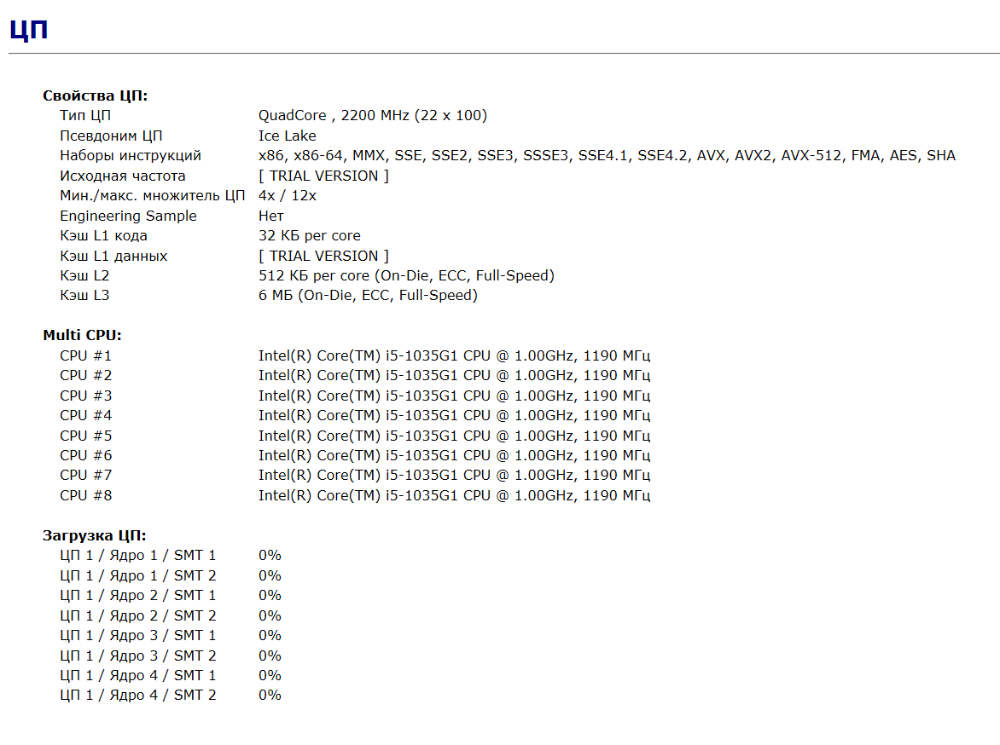 ЦП
Свойства ЦП:
Тип ЦП QuadCore , 2200 MHz (22 x 100)
Псевдоним ЦП Ice Lake
Наборы инструкций x86, x86-64, MMX, SSE, SSE2, SSE3, SSSE3, SSE4.1, SSE4.2, AVX, AVX2, AVX-512, FMA, AES, SHA
Исходная частота [ TRIAL VERSION ]
Мин./макс. множитель ЦП 4x / 12x
Engineering Sample Нет
Кэш L1 кода 32 КБ per core
Кэш L1 данных [ TRIAL VERSION ]
Кэш L2 512 КБ per core (On-Die, ECC, Full-Speed)
Кэш L3 6 МБ (On-Die, ECC, Full-Speed)
Multi CPU:
CPU #1 Intel(R) Core(TM) i5-1035G1 CPU @ 1.00GHz, 1190 МГц
CPU #2 Intel(R) Core(TM) i5-1035G1 CPU @ 1.00GHz, 1190 МГц
CPU #3 Intel(R) Core(TM) i5-1035G1 CPU @ 1.00GHz, 1190 МГц
CPU #4 Intel(R) Core(TM) i5-1035G1 CPU @ 1.00GHz, 1190 МГц
CPU #5 Intel(R) Core(TM) i5-1035G1 CPU @ 1.00GHz, 1190 МГц
CPU #6 Intel(R) Core(TM) i5-1035G1 CPU @ 1.00GHz, 1190 МГц
CPU #7 Intel(R) Core(TM) i5-1035G1 CPU @ 1.00GHz, 1190 МГц
CPU #8 Intel(R) Core(TM) i5-1035G1 CPU @ 1.00GHz, 1190 МГц
Загрузка ЦП:
ЦП 1 / Ядро 1 / SMT 1 0%
ЦП 1 / Ядро 1 / SMT 2 0%
ЦП 1 / Ядро 2 / SMT 1 0%
ЦП 1 / Ядро 2 / SMT 2 0%
ЦП 1 / Ядро 3 / SMT 1 0%
ЦП 1 / Ядро 3 / SMT 2 0%
ЦП 1 / Ядро 4 / SMT 1 0%
ЦП 1 / Ядро 4 / SMT 2 0%